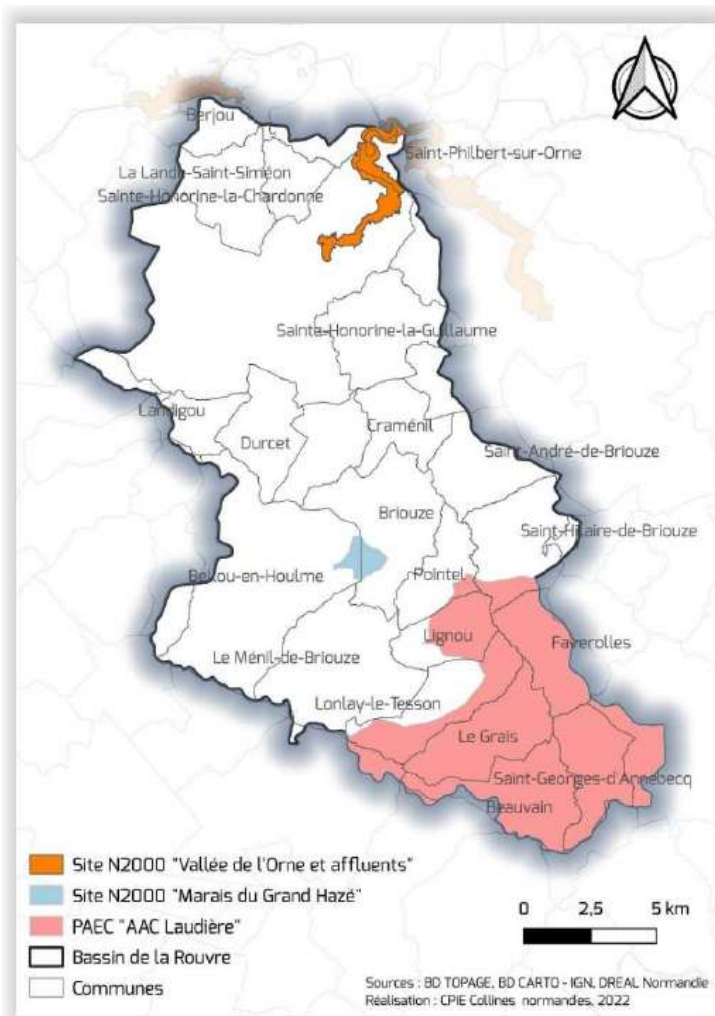 Berjou
Saint-Philbert-sur-Orne
La Lande-Saint-Siméon
Sainte-Honorine-la-Chardonne
Sainte-Honorine-la-Guillaume
Landigou
Craménil
Durcet
Saint-André-de-Briouze
Briouze
Saint-Hilaire-de-Briouze
Bellou-en-Houlme
Pointel
Lignou
Faverolles
Le Ménil-de-Briouze
Lonlay-le-Tesson
Le Grais
Saint-Georges-d'Annebecq
Beauvain
Site N2000 "Vallée de l'Orne et affluents"
Site N2000 "Marais du Grand Hazé"
PAEC "AAC Laudière"
Bassin de la Rouvre
Communes
0 2,5 5 km
Sources : BD TOPAGE, BD CARTO - IGN, DREAL Normandie
Réalisation : CPIE Collines normandes, 2022